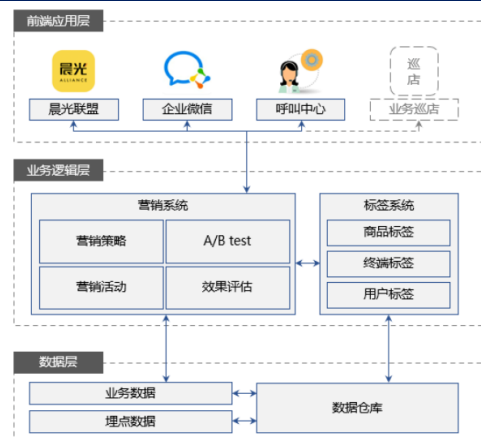 前端应用层
晨光
ALLIANCE
巡
店
晨光联盟
企业微信
呼叫中心
业务巡店
业务逻辑层
营销系统
标签系统
营销策略
A/B test
商品标签
终端标签
营销活动
效果评估
用户标签
数据层
业务数据
数据仓库
埋点数据